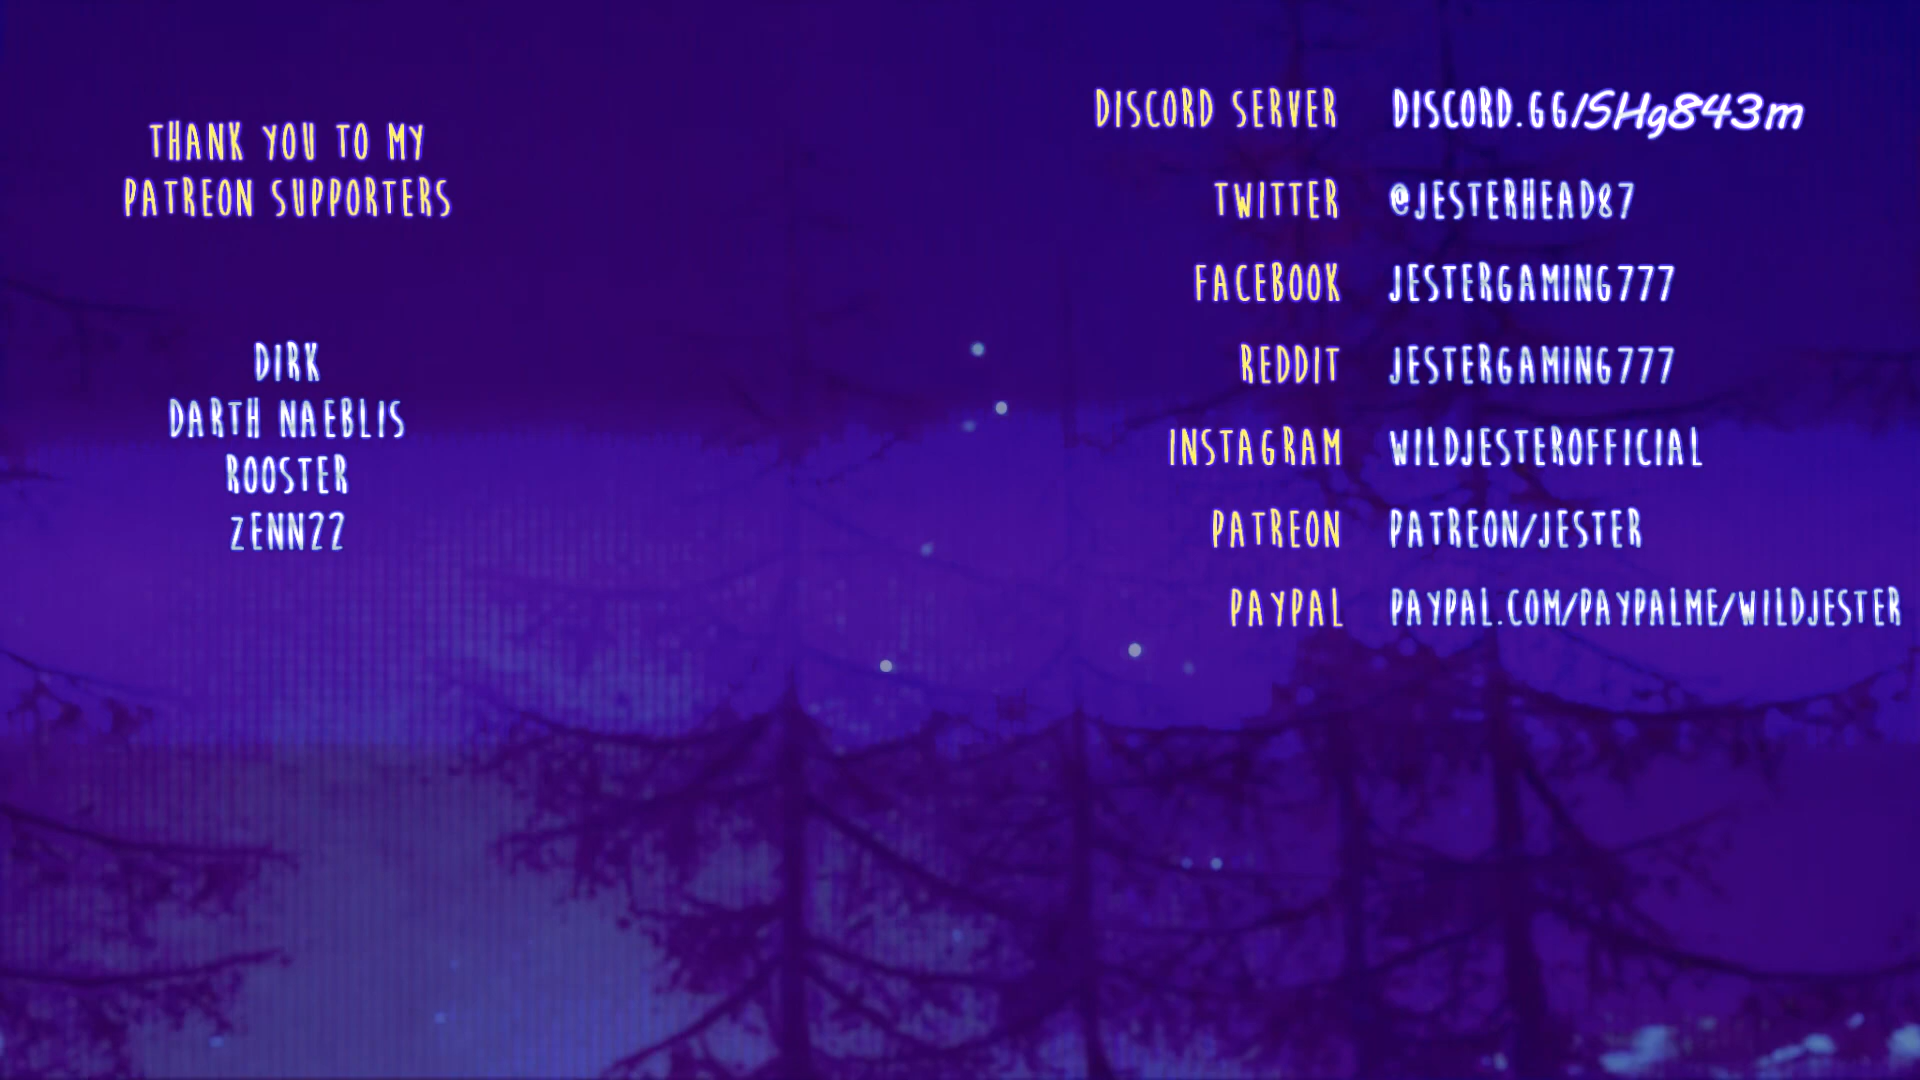 THANK YOU TO MY
PATREON SUPPORTERS
DIRK
DARTH NAEBLIS
ROOSTER
ZENN22
DISCORD SERVER DISCORD.GG/SHg843m
TWITTER @JESTERHEAD87
FACEBOOK JESTERGAMING777
REDDIT JESTERGAMING777
INSTAGRAM WILDJESTEROFFICIAL
PATREON PATREON/JESTER
PAYPAL PAYPAL.COM/PAYPALME/WILDJESTER